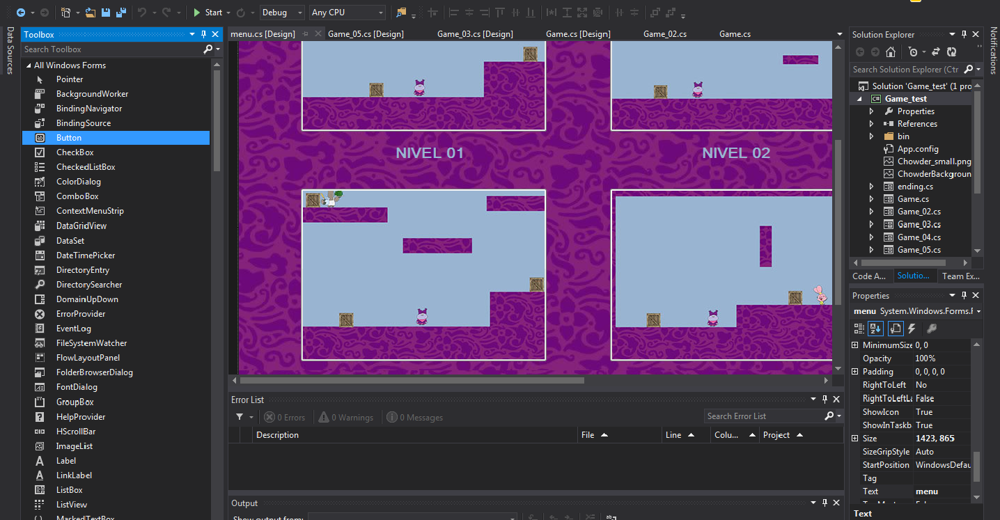 Start
Debug
Any CPU
Data Sources
Toolbox
Search Toolbox
All Windows Forms
Pointer
BackgroundWorker
BindingNavigator
BindingSource
Button
CheckBox
CheckedListBox
ColorDialog
ComboBox
ContextMenuStrip
DataGridView
DataSet
DateTimePicker
DirectoryEntry
DirectorySearcher
DomainUpDown
ErrorProvider
EventLog
FileSystemWatcher
FlowLayoutPanel
FolderBrowserDialog
FontDialog
GroupBox
HelpProvider
HScrollBar
ImageList
Label
LinkLabel
ListBox
ListView
MaskedTextBox
menu.cs [Design]
Game_05.cs [Design]
Game_03.cs [Design]
Game.cs [Design]
Game_02.cs
Game.cs
NIVEL 01
NIVEL 02
Error List
0 Errors
0 Warnings
0 Messages
Search Error List
Description
File
Line
Colu...
Project
Output
Show output from:
Solution Explorer
Search Solution Explorer (Ctr
Solution 'Game_test' (1 pro
Game_test
Properties
References
bin
App.config
Chowder_small.png
ChowderBackgroun
ending.cs
Game.cs
Game_02.cs
Game_03.cs
Game_04.cs
Game_05.cs
Code A...
Solutio...
Team Ex...
Properties
menu System.Windows.Forms.F
MinimumSize 0, 0
Opacity 100%
Padding 0, 0, 0, 0
RightToLeft No
RightToLeftLa False
ShowIcon True
ShowInTaskb True
Size 1423, 865
SizeGripStyle Auto
StartPosition WindowsDefau
Tag
Text menu
Text
Notifications